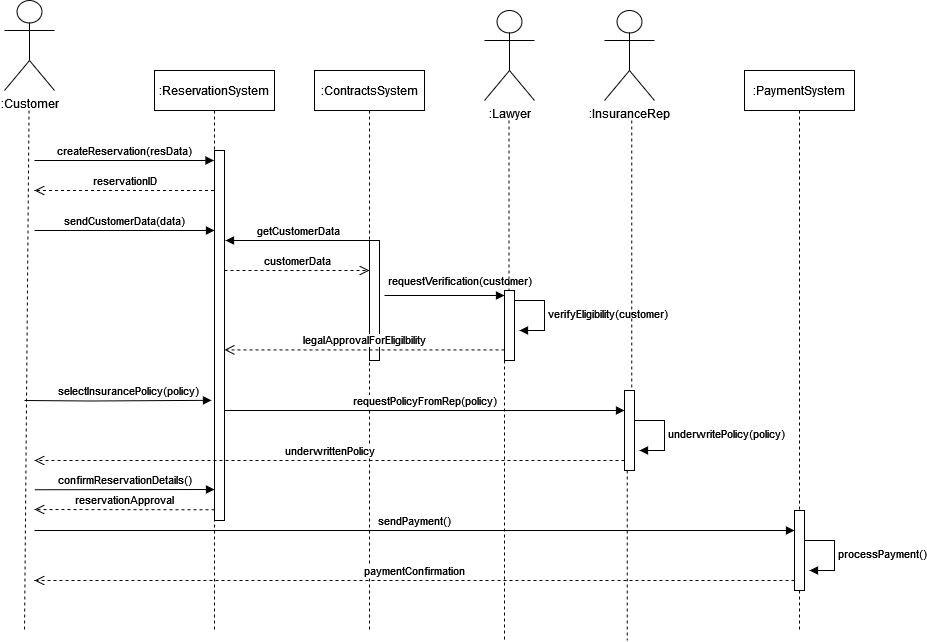 :Customer
:ReservationSystem
:ContractsSystem
:Lawyer
:InsuranceRep
:PaymentSystem
createReservation(resData)
reservationID
sendCustomerData(data)
getCustomerData
customerData
requestVerification(customer)
verifyEligibility(customer)
legalApprovalForEligilbility
selectInsurancePolicy(policy)
requestPolicyFromRep(policy)
underwritePolicy(policy)
underwrittenPolicy
confirmReservationDetails()
reservationApproval
sendPayment()
processPayment()
paymentConfirmation